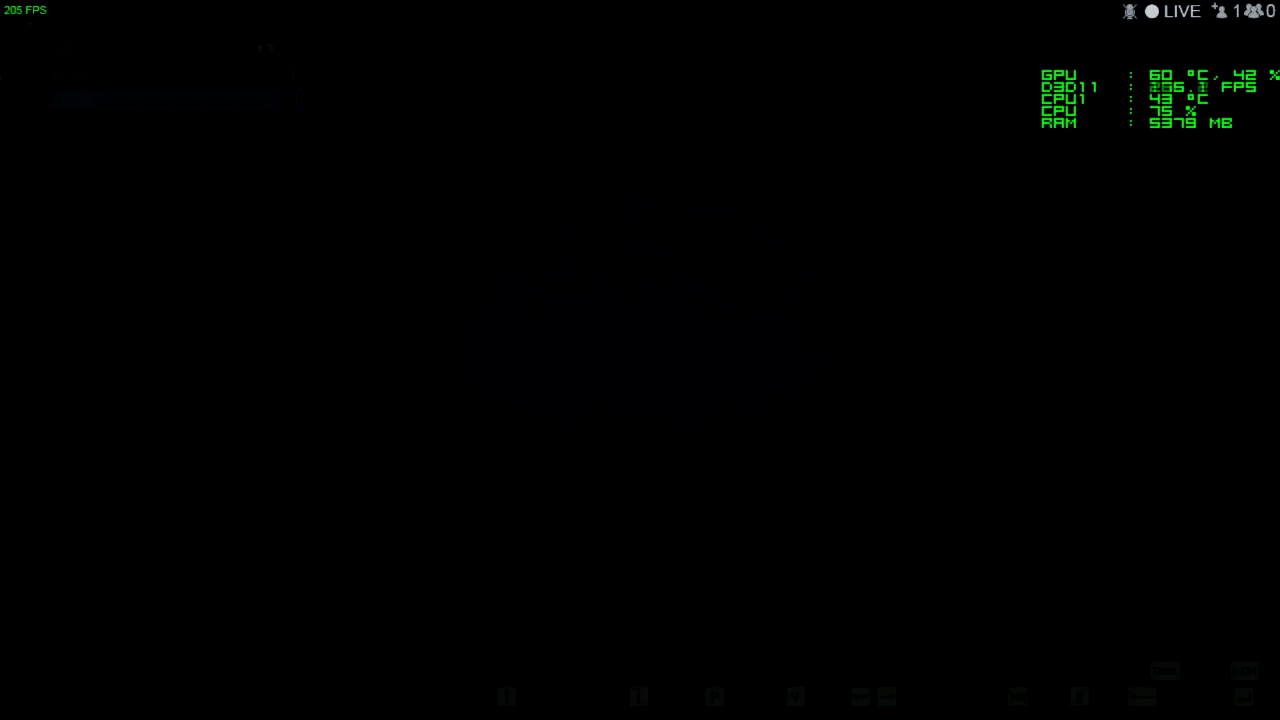 205 FPS
LIVE 1 0
GPU : 60 °C, 42 %
D3D11 : FPS
CPU1 : 43 °C
CPU : 75 %
RAM : 5379 MB